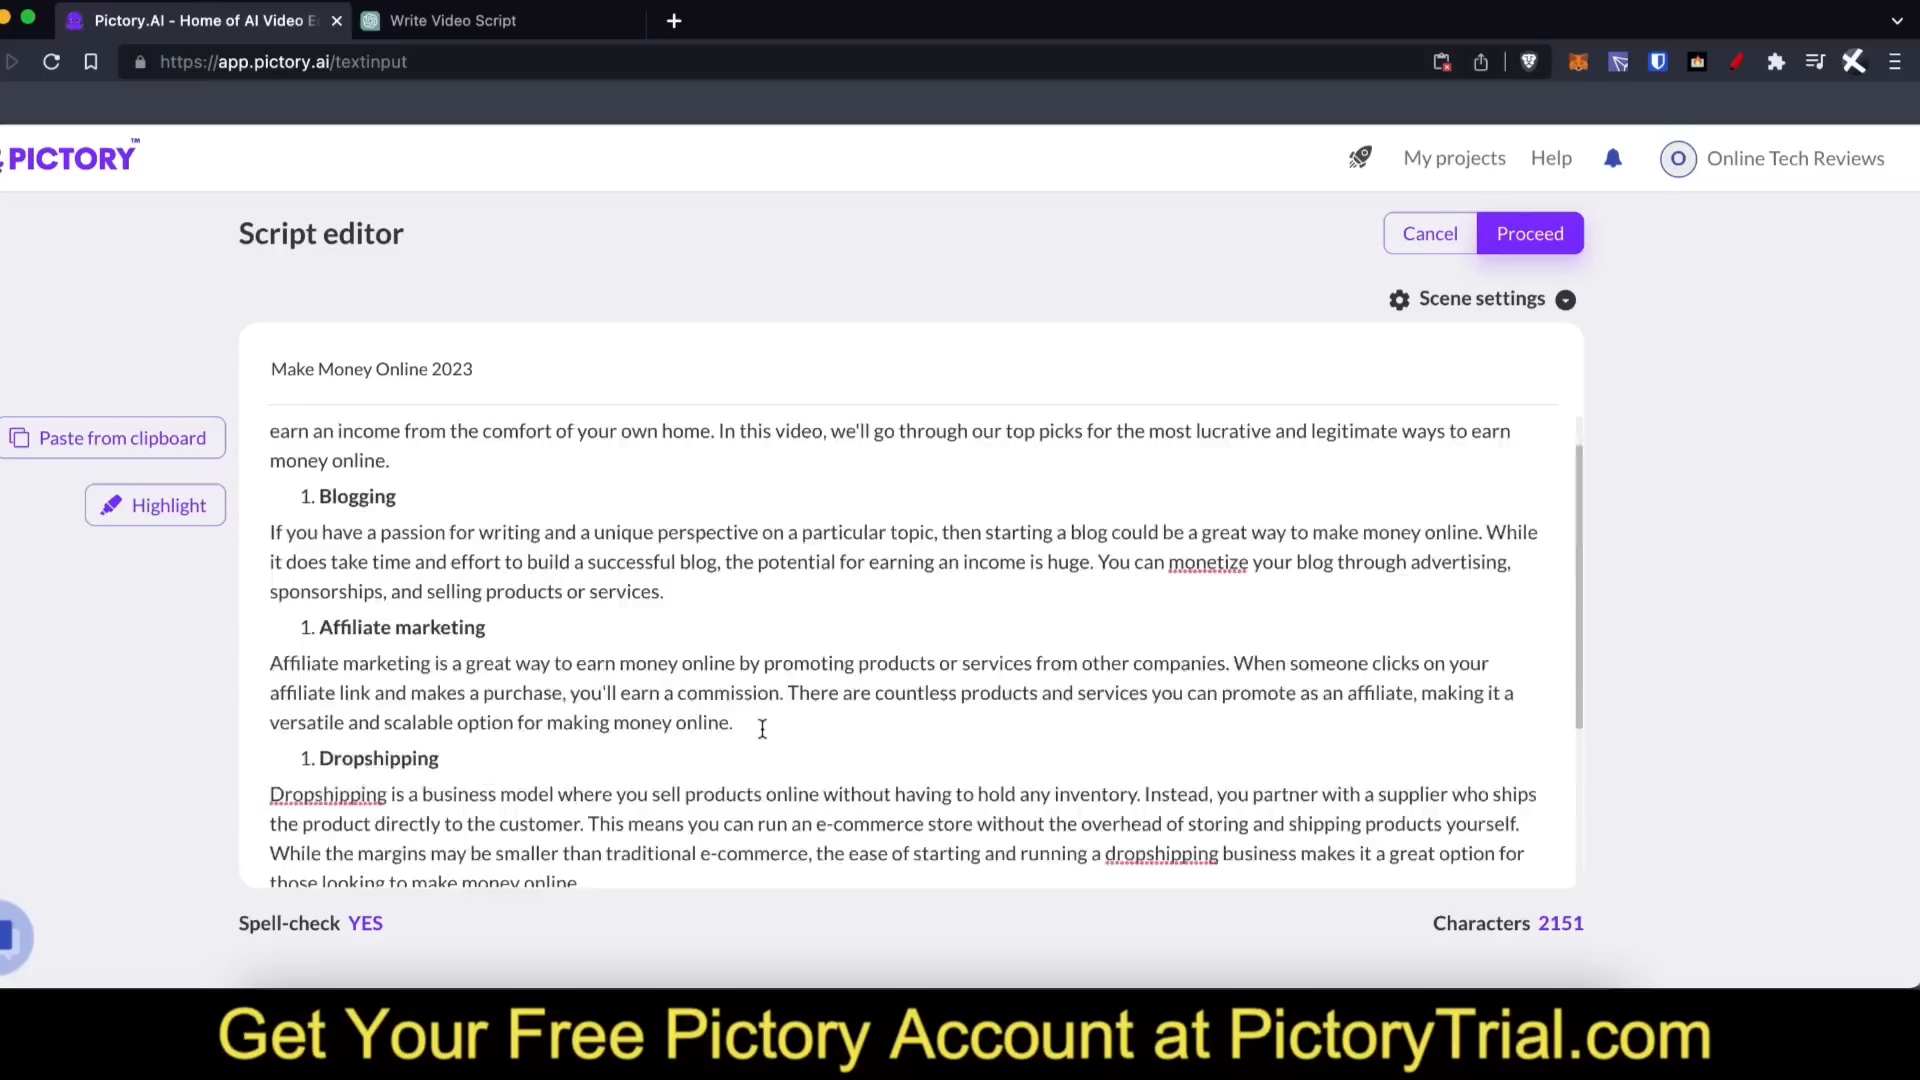 Pictory.AI - Home of AI Video E
Write Video Script
https://app.pictory.ai/textinput
PICTORY™
My projects
Help
O
Online Tech Reviews
Script editor
Cancel
Proceed
Scene settings
Make Money Online 2023
Paste from clipboard
Highlight
earn an income from the comfort of your own home. In this video, we'll go through our top picks for the most lucrative and legitimate ways to earn
money online.
1. Blogging
If you have a passion for writing and a unique perspective on a particular topic, then starting a blog could be a great way to make money online. While
it does take time and effort to build a successful blog, the potential for earning an income is huge. You can monetize your blog through advertising,
sponsorships, and selling products or services.
1. Affiliate marketing
Affiliate marketing is a great way to earn money online by promoting products or services from other companies. When someone clicks on your
affiliate link and makes a purchase, you'll earn a commission. There are countless products and services you can promote as an affiliate, making it a
versatile and scalable option for making money online.
1. Dropshipping
Dropshipping is a business model where you sell products online without having to hold any inventory. Instead, you partner with a supplier who ships
the product directly to the customer. This means you can run an e-commerce store without the overhead of storing and shipping products yourself.
While the margins may be smaller than traditional e-commerce, the ease of starting and running a dropshipping business makes it a great option for
those looking to make money online.
Spell-check YES
Characters 2151
Get Your Free Pictory Account at PictoryTrial.com